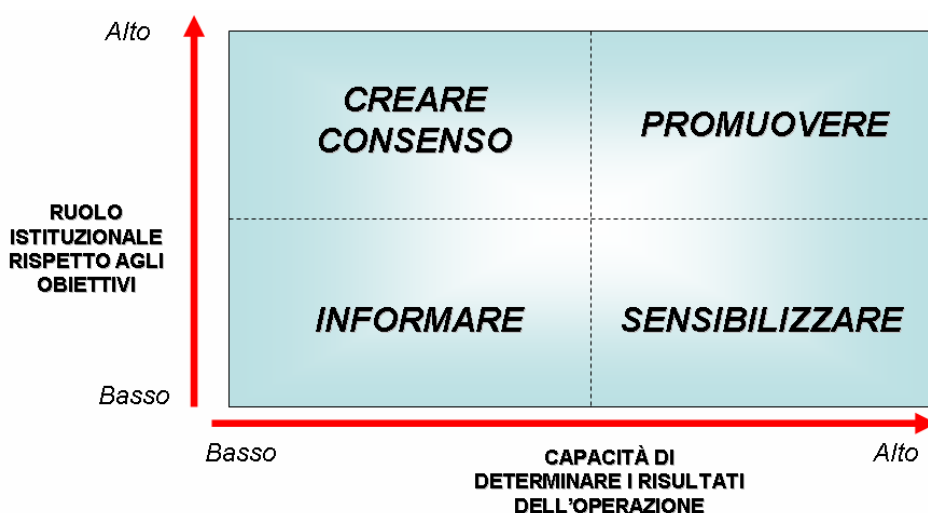 Alto
CREARE
CONSENSO
PROMUOVERE
RUOLO
ISTITUZIONALE
RISPETTO AGLI
OBIETTIVI
INFORMARE
SENSIBILIZZARE
Basso
Basso
CAPACITÀ DI
DETERMINARE I RISULTATI
DELL'OPERAZIONE
Alto